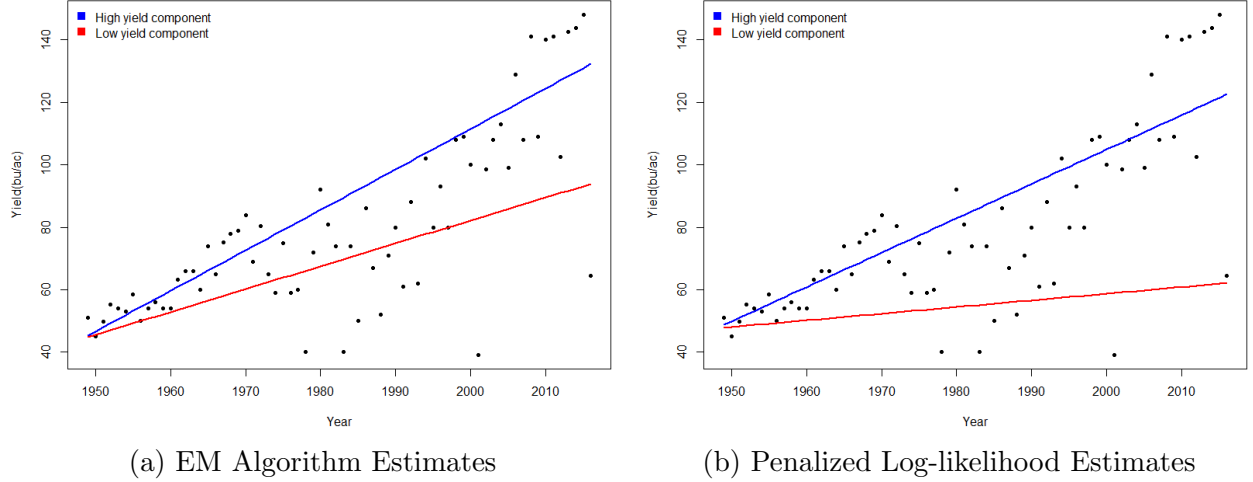 High yield component
Low yield component
140
120
100
80
60
40
Yield(bu/ac)
1950 1960 1970 1980 1990 2000 2010
Year
(a) EM Algorithm Estimates
High yield component
Low yield component
140
120
100
80
60
40
Yield(bu/ac)
1950 1960 1970 1980 1990 2000 2010
Year
(b) Penalized Log-likelihood Estimates